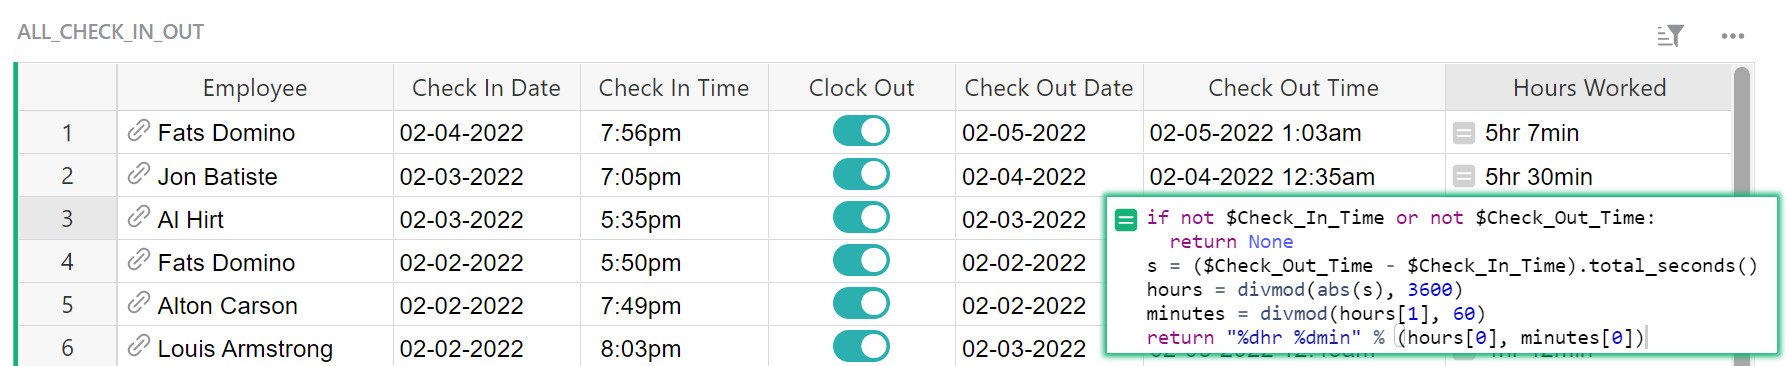 ALL_CHECK_IN_OUT
Employee Check In Date Check In Time Clock Out Check Out Date Check Out Time Hours Worked
1 Fats Domino 02-04-2022 7:56pm 02-05-2022 02-05-2022 1:03am = 5hr 7min
2 Jon Batiste 02-03-2022 7:05pm 02-04-2022 02-04-2022 12:35am = 5hr 30min
3 Al Hirt 02-03-2022 5:35pm 02-03-2022
4 Fats Domino 02-02-2022 5:50pm 02-02-2022
5 Alton Carson 02-02-2022 7:49pm 02-02-2022
6 Louis Armstrong 02-02-2022 8:03pm 02-03-2022
= if not $Check_In_Time or not $Check_Out_Time:
return None
s = ($Check_Out_Time - $Check_In_Time).total_seconds()
hours = divmod(abs(s), 3600)
minutes = divmod(hours[1], 60)
return "%dhr %dmin" % (hours[0], minutes[0])